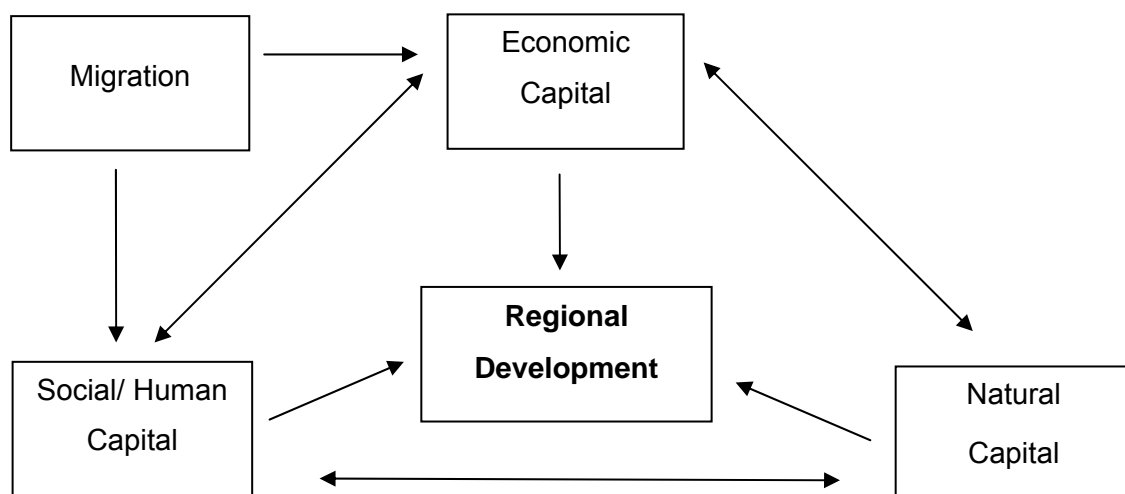 Migration
Economic
Capital
Regional
Development
Social/ Human
Capital
Natural
Capital